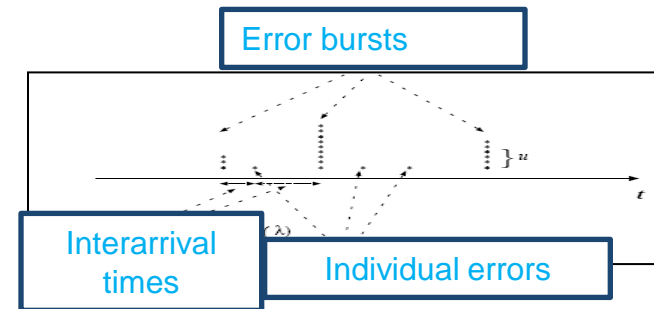 Error bursts
} u
t
(λ)
Interarrival
times
Individual errors